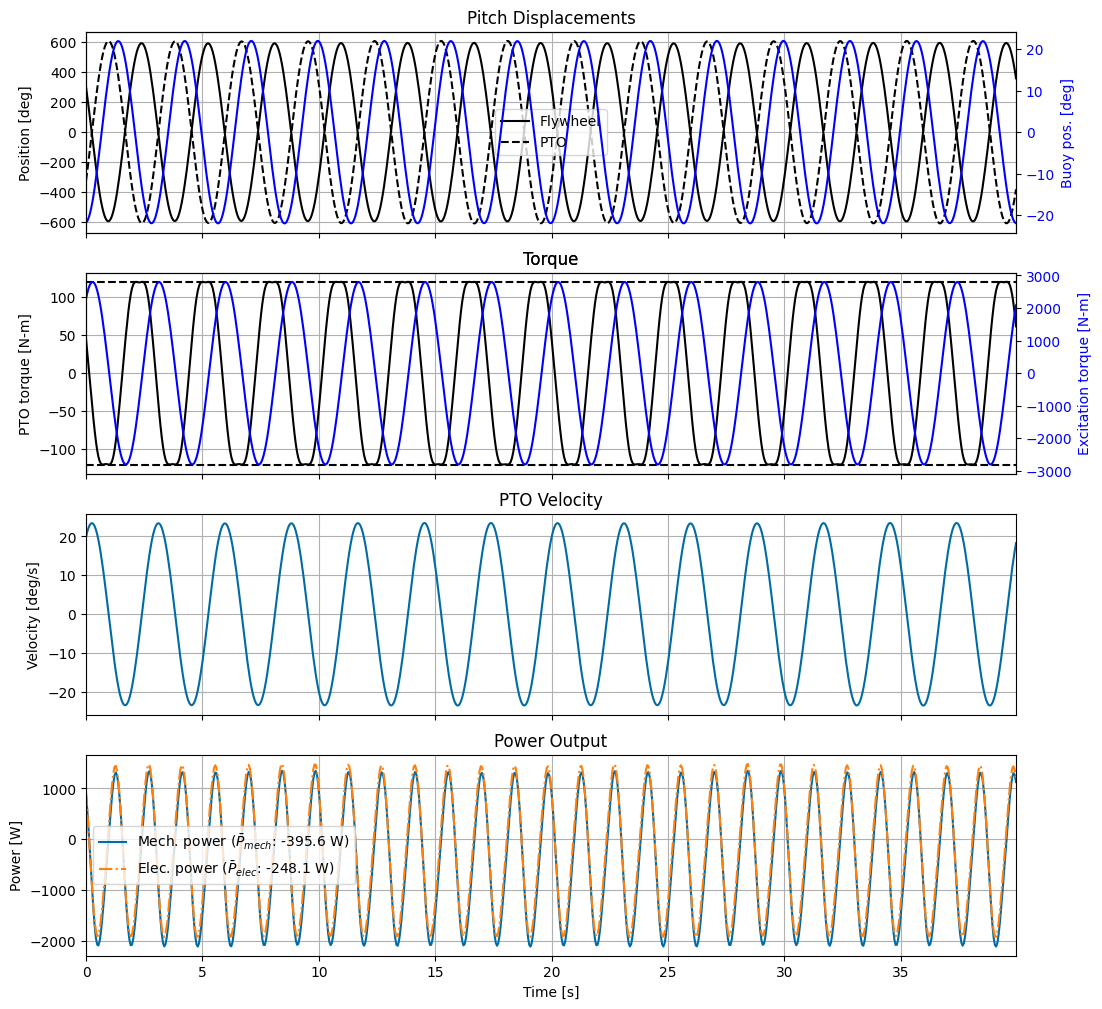 Pitch Displacements
600
400
200
0
−200
−400
−600
Position [deg]
20
10
0
−10
−20
Buoy pos. [deg]
Flywheel
PTO
Torque
100
50
0
−50
−100
PTO torque [N-m]
3000
2000
1000
0
−1000
−2000
−3000
Excitation torque [N-m]
PTO Velocity
20
10
0
−10
−20
Velocity [deg/s]
Power Output
1000
0
−1000
−2000
Power [W]
Mech. power (P̄mech: -395.6 W)
Elec. power (P̄elec: -248.1 W)
0 5 10 15 20 25 30 35
Time [s]